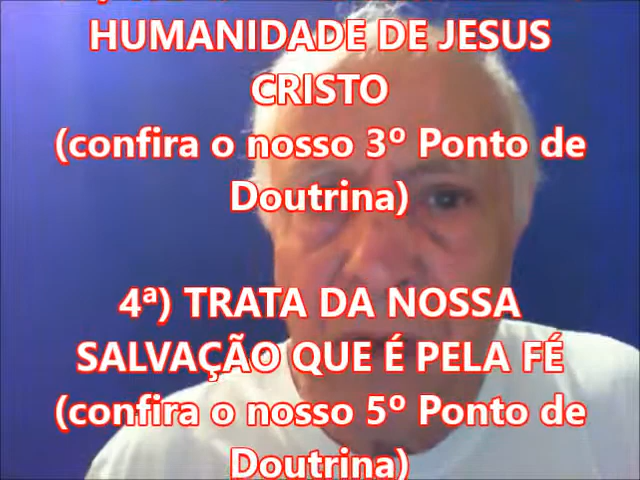 HUMANIDADE DE JESUS
CRISTO
(confira o nosso 3º Ponto de
Doutrina)
4ª) TRATA DA NOSSA
SALVAÇÃO QUE É PELA FÉ
(confira o nosso 5º Ponto de
Doutrina)